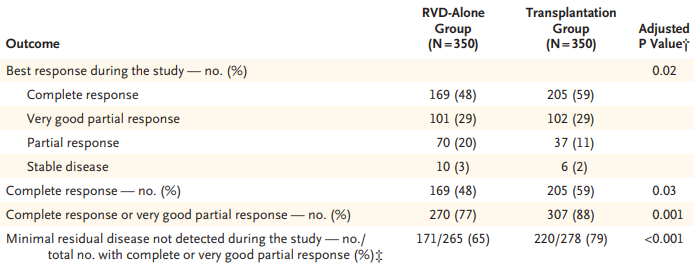 Outcome RVD-Alone Group (N=350) Transplantation Group (N=350) Adjusted P Value†
Best response during the study — no. (%) 0.02
Complete response 169 (48) 205 (59)
Very good partial response 101 (29) 102 (29)
Partial response 70 (20) 37 (11)
Stable disease 10 (3) 6 (2)
Complete response — no. (%) 169 (48) 205 (59) 0.03
Complete response or very good partial response — no. (%) 270 (77) 307 (88) 0.001
Minimal residual disease not detected during the study — no./ 171/265 (65) 220/278 (79) <0.001
total no. with complete or very good partial response (%)‡